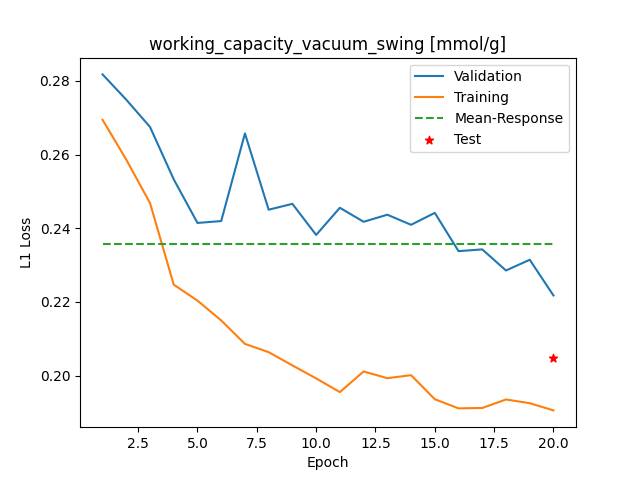 working_capacity_vacuum_swing [mmol/g]
Validation
Training
Mean-Response
Test
L1 Loss
0.28
0.26
0.24
0.22
0.20
2.5 5.0 7.5 10.0 12.5 15.0 17.5 20.0
Epoch